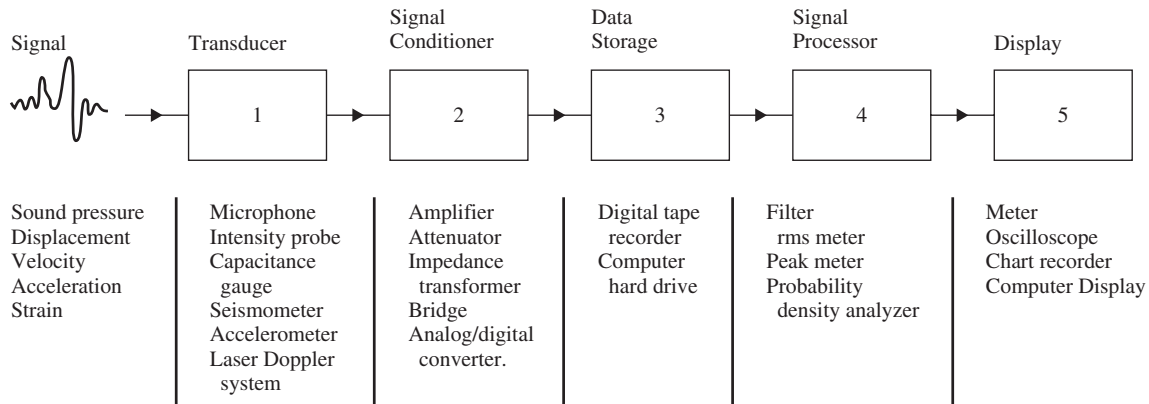 Signal
Transducer
Signal
Conditioner
Data
Storage
Signal
Processor
Display
1
2
3
4
5
Sound pressure
Displacement
Velocity
Acceleration
Strain
Microphone
Intensity probe
Capacitance
gauge
Seismometer
Accelerometer
Laser Doppler
system
Amplifier
Attenuator
Impedance
transformer
Bridge
Analog/digital
converter.
Digital tape
recorder
Computer
hard drive
Filter
rms meter
Peak meter
Probability
density analyzer
Meter
Oscilloscope
Chart recorder
Computer Display